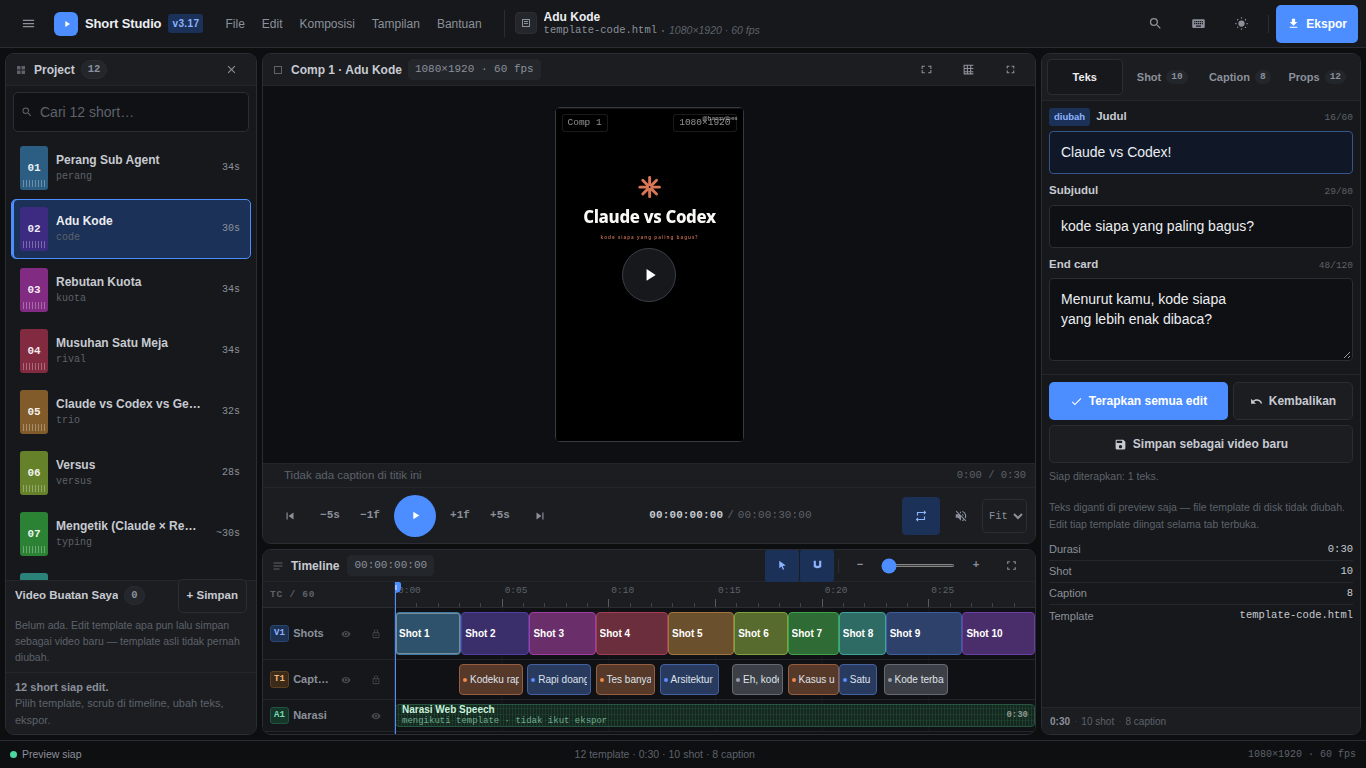 Short Studio v3.17 File Edit Komposisi Tampilan Bantuan
Adu Kode
template-code.html · 1080×1920 · 60 fps
Ekspor
Project 12
Cari 12 short…
01 Perang Sub Agent 34s
perang
02 Adu Kode 30s
code
03 Rebutan Kuota 34s
kuota
04 Musuhan Satu Meja 34s
rival
05 Claude vs Codex vs Ge… 32s
trio
06 Versus 28s
versus
07 Mengetik (Claude × Re… ~30s
typing
Video Buatan Saya 0 + Simpan
Belum ada. Edit template apa pun lalu simpan
sebagai video baru — template asli tidak pernah
diubah.
12 short siap edit.
Pilih template, scrub di timeline, ubah teks,
ekspor.
Comp 1 · Adu Kode 1080×1920 · 60 fps
Comp 1 1080×1920
Claude vs Codex
kode siapa yang paling bagus?
Tidak ada caption di titik ini 0:00 / 0:30
−5s −1f +1f +5s 00:00:00:00 / 00:00:30:00 Fit
Timeline 00:00:00:00 − +
TC / 60 0:00 0:05 0:10 0:15 0:20 0:25
V1 Shots Shot 1 Shot 2 Shot 3 Shot 4 Shot 5 Shot 6 Shot 7 Shot 8 Shot 9 Shot 10
T1 Capt… Kodeku rap Rapi doang Tes banya Arsitektur Eh, kode Kasus u Satu Kode terba
A1 Narasi Narasi Web Speech 0:30
mengikuti template · tidak ikut ekspor
Teks Shot 10 Caption 8 Props 12
diubah Judul 16/60
Claude vs Codex!
Subjudul 29/80
kode siapa yang paling bagus?
End card 48/120
Menurut kamu, kode siapa
yang lebih enak dibaca?
Terapkan semua edit Kembalikan
Simpan sebagai video baru
Siap diterapkan: 1 teks.
Teks diganti di preview saja — file template di disk tidak diubah.
Edit tiap template diingat selama tab terbuka.
Durasi 0:30
Shot 10
Caption 8
Template template-code.html
0:30 · 10 shot · 8 caption
Preview siap 12 template · 0:30 · 10 shot · 8 caption 1080×1920 · 60 fps